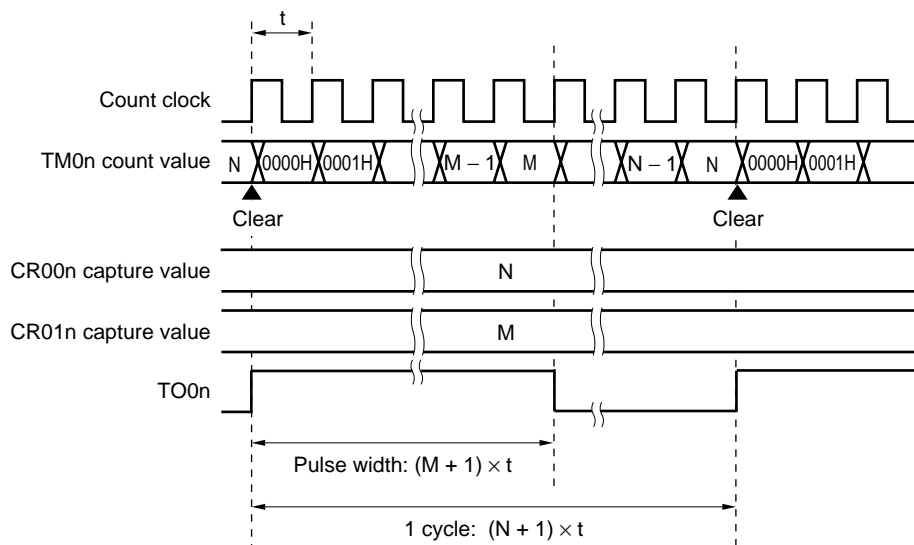 t
Count clock
TM0n count value N 0000H 0001H M – 1 M N – 1 N 0000H 0001H
Clear Clear
CR00n capture value N
CR01n capture value M
TO0n
Pulse width: (M + 1) × t
1 cycle: (N + 1) × t